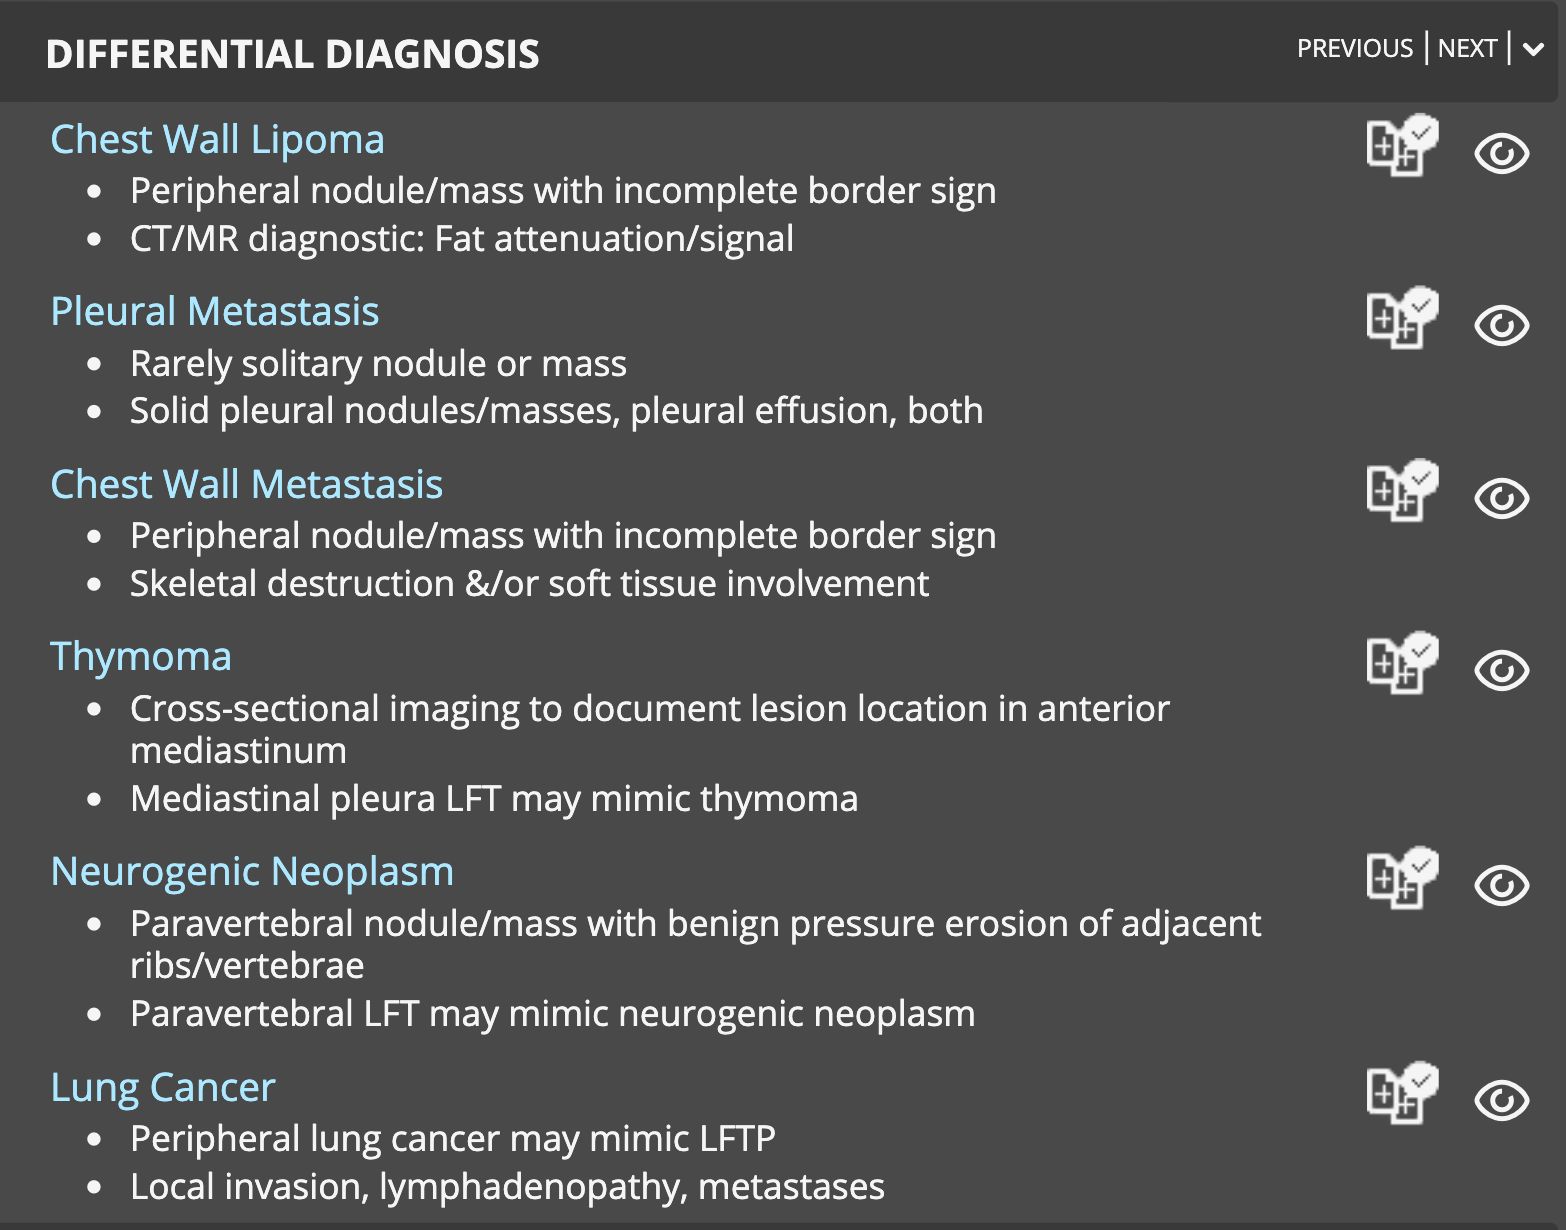 DIFFERENTIAL DIAGNOSIS
PREVIOUS | NEXT |
Chest Wall Lipoma
• Peripheral nodule/mass with incomplete border sign
• CT/MR diagnostic: Fat attenuation/signal
Pleural Metastasis
• Rarely solitary nodule or mass
• Solid pleural nodules/masses, pleural effusion, both
Chest Wall Metastasis
• Peripheral nodule/mass with incomplete border sign
• Skeletal destruction &/or soft tissue involvement
Thymoma
• Cross-sectional imaging to document lesion location in anterior
mediastinum
• Mediastinal pleura LFT may mimic thymoma
Neurogenic Neoplasm
• Paravertebral nodule/mass with benign pressure erosion of adjacent
ribs/vertebrae
• Paravertebral LFT may mimic neurogenic neoplasm
Lung Cancer
• Peripheral lung cancer may mimic LFTP
• Local invasion, lymphadenopathy, metastases